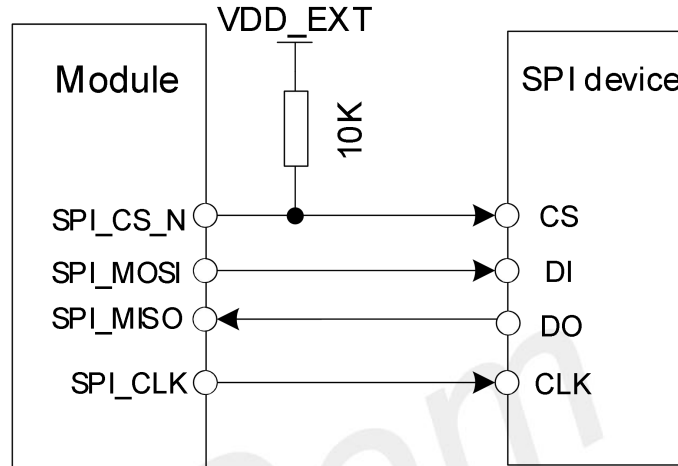 VDD_EXT
Module
SPI device
10K
SPI_CS_N
CS
SPI_MOSI
DI
SPI_MISO
DO
SPI_CLK
CLK